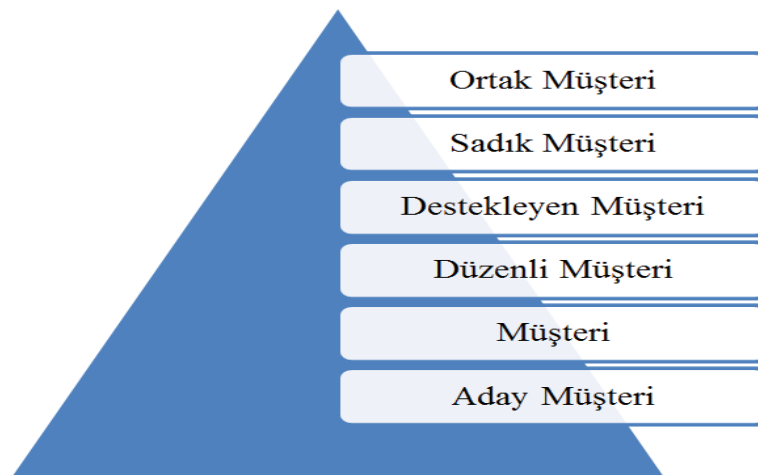 Ortak Müşteri
Sadık Müşteri
Destekleyen Müşteri
Düzenli Müşteri
Müşteri
Aday Müşteri